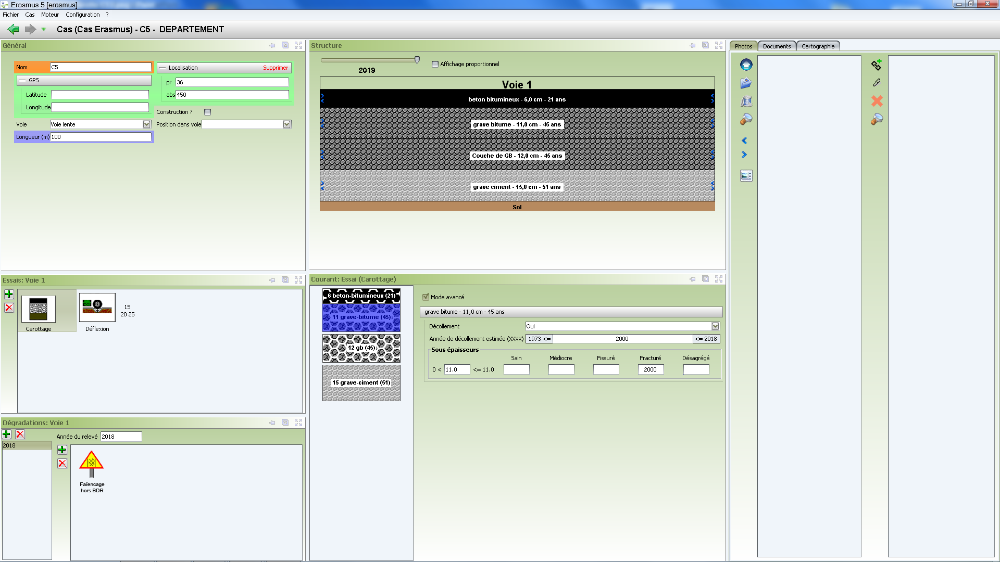 Erasmus 5 [erasmus]
Fichier Cas Moteur Configuration ?
Cas (Cas Erasmus) - C5 - DEPARTEMENT
Général
Nom C5
GPS
Latitude
Longitude
Localisation Supprimer
pr 36
abs 450
Construction ?
Voie Voie lente
Position dans voie
Longueur (m) 100
Structure
2019
Affichage proportionnel
Voie 1
beton bitumineux - 6,0 cm - 21 ans
grave bitume - 11,0 cm - 45 ans
Couche de GB - 12,0 cm - 45 ans
grave ciment - 15,0 cm - 51 ans
Sol
Photos Documents Cartographie
Essais: Voie 1
Carottage
Déflexion
15
20 25
Courant: Essai (Carottage)
6 beton-bitumineux (21)
11 grave-bitume (45)
12 gb (45)
15 grave-ciment (51)
Mode avancé
grave bitume - 11,0 cm - 45 ans
Décollement Oui
Année de décollement estimée (XXXX) 1973 <= 2000 <= 2018
Sous épaisseurs
Sain Médiocre Fissuré Fracturé Désagrégé
0 < 11.0 <= 11.0 2000
Dégradations: Voie 1
Année du relevé 2018
2018
Faïencage
hors BDR